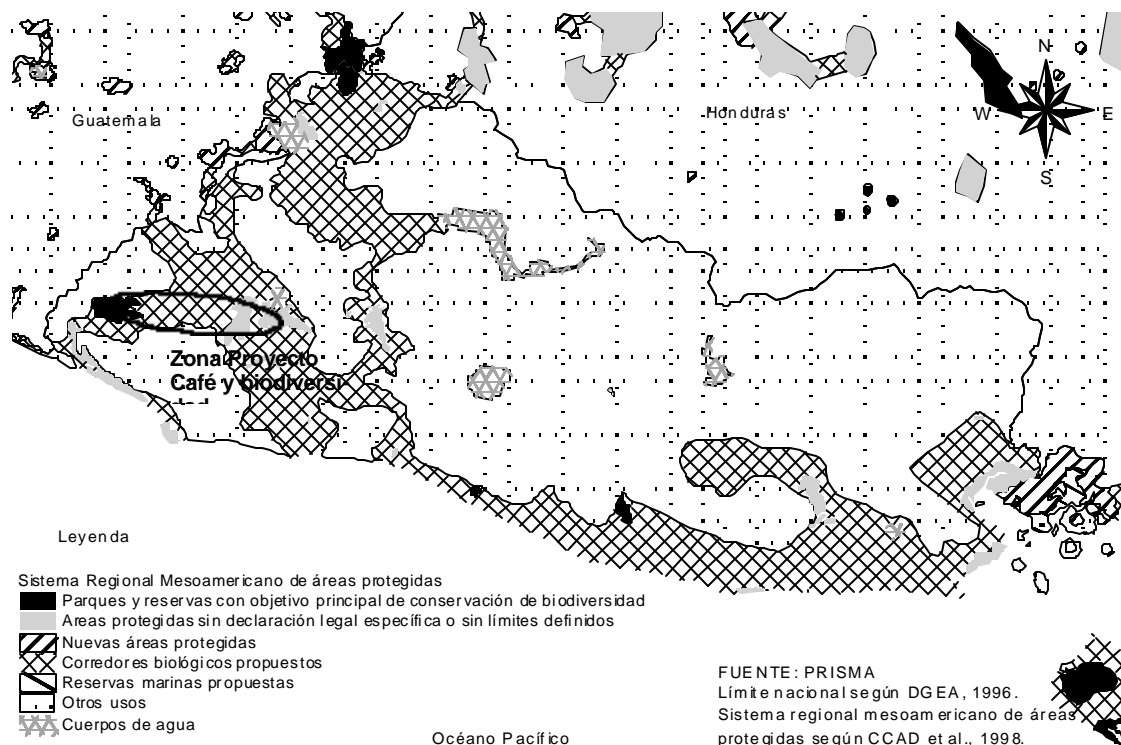 Guatemala
Honduras
N
W E
S
Zona Proyecto
Café y biodiversi-
dad
Leyenda
Sistema Regional Mesoamericano de áreas protegidas
Parques y reservas con objetivo principal de conservación de biodiversidad
Areas protegidas sin declaración legal específica o sin límites definidos
Nuevas áreas protegidas
Corredores biológicos propuestos
Reservas marinas propuestas
Otros usos
Cuerpos de agua
FUENTE: PRISMA
Límite nacional según DGEA, 1996.
Sistema regional mesoamericano de áreas
protegidas según CCAD et al., 1998.
Océano Pacífico